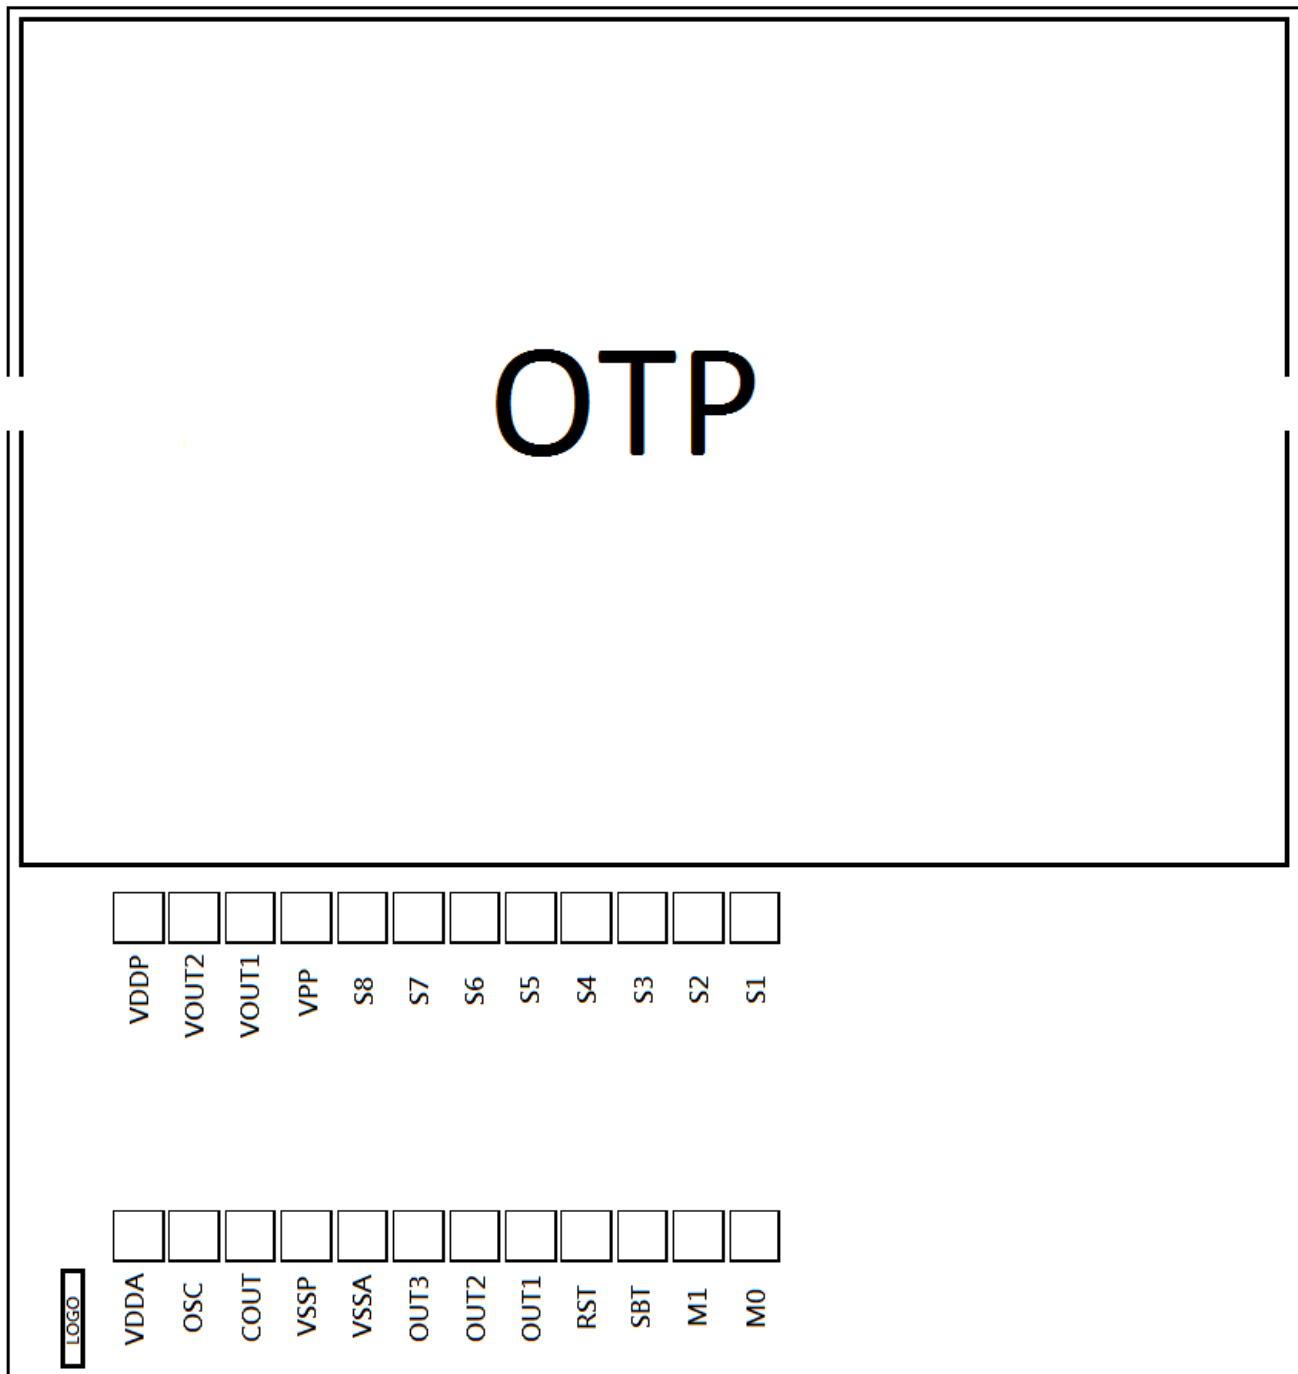 OTP
VDDP VOUT2 VOUT1 VPP S8 S7 S6 S5 S4 S3 S2 S1
LOGO VDDA OSC COUT VSSP VSSA OUT3 OUT2 OUT1 RST SBT M1 M0